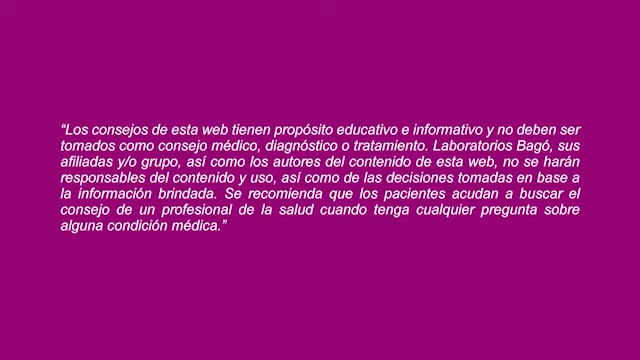 “Los consejos de esta web tienen propósito educativo e informativo y no deben ser
tomados como consejo médico, diagnóstico o tratamiento. Laboratorios Bagó, sus
afiliadas y/o grupo, así como los autores del contenido de esta web, no se harán
responsables del contenido y uso, así como de las decisiones tomadas en base a
la información brindada. Se recomienda que los pacientes acudan a buscar el
consejo de un profesional de la salud cuando tenga cualquier pregunta sobre
alguna condición médica.”